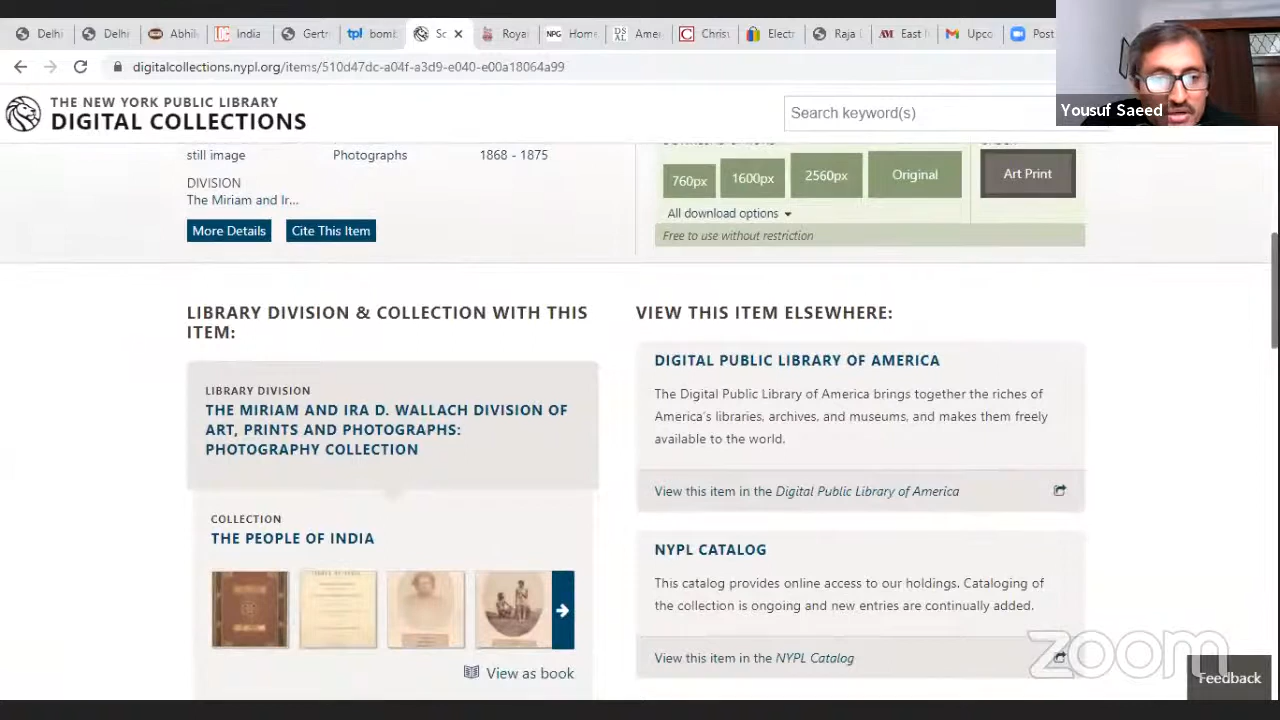 Delhi
Delhi
Abhil
India
Gertr
tpl bomb
Sc
Roya
NPG Home
DS AL Amer
Christ
Electr
Raja D
AM East I
Upco
Post
digitalcollections.nypl.org/items/510d47dc-a04f-a3d9-e040-e00a18064a99
Yousuf Saeed
THE NEW YORK PUBLIC LIBRARY
DIGITAL COLLECTIONS
Search keyword(s)
still image Photographs 1868 - 1875
DIVISION
The Miriam and Ir...
More Details Cite This Item
760px 1600px 2560px Original Art Print
All download options
Free to use without restriction
LIBRARY DIVISION & COLLECTION WITH THIS
ITEM:
LIBRARY DIVISION
THE MIRIAM AND IRA D. WALLACH DIVISION OF
ART, PRINTS AND PHOTOGRAPHS:
PHOTOGRAPHY COLLECTION
COLLECTION
THE PEOPLE OF INDIA
View as book
VIEW THIS ITEM ELSEWHERE:
DIGITAL PUBLIC LIBRARY OF AMERICA
The Digital Public Library of America brings together the riches of
America's libraries, archives, and museums, and makes them freely
available to the world.
View this item in the Digital Public Library of America
NYPL CATALOG
This catalog provides online access to our holdings. Cataloging of
the collection is ongoing and new entries are continually added.
View this item in the NYPL Catalog
zoom
Feedback